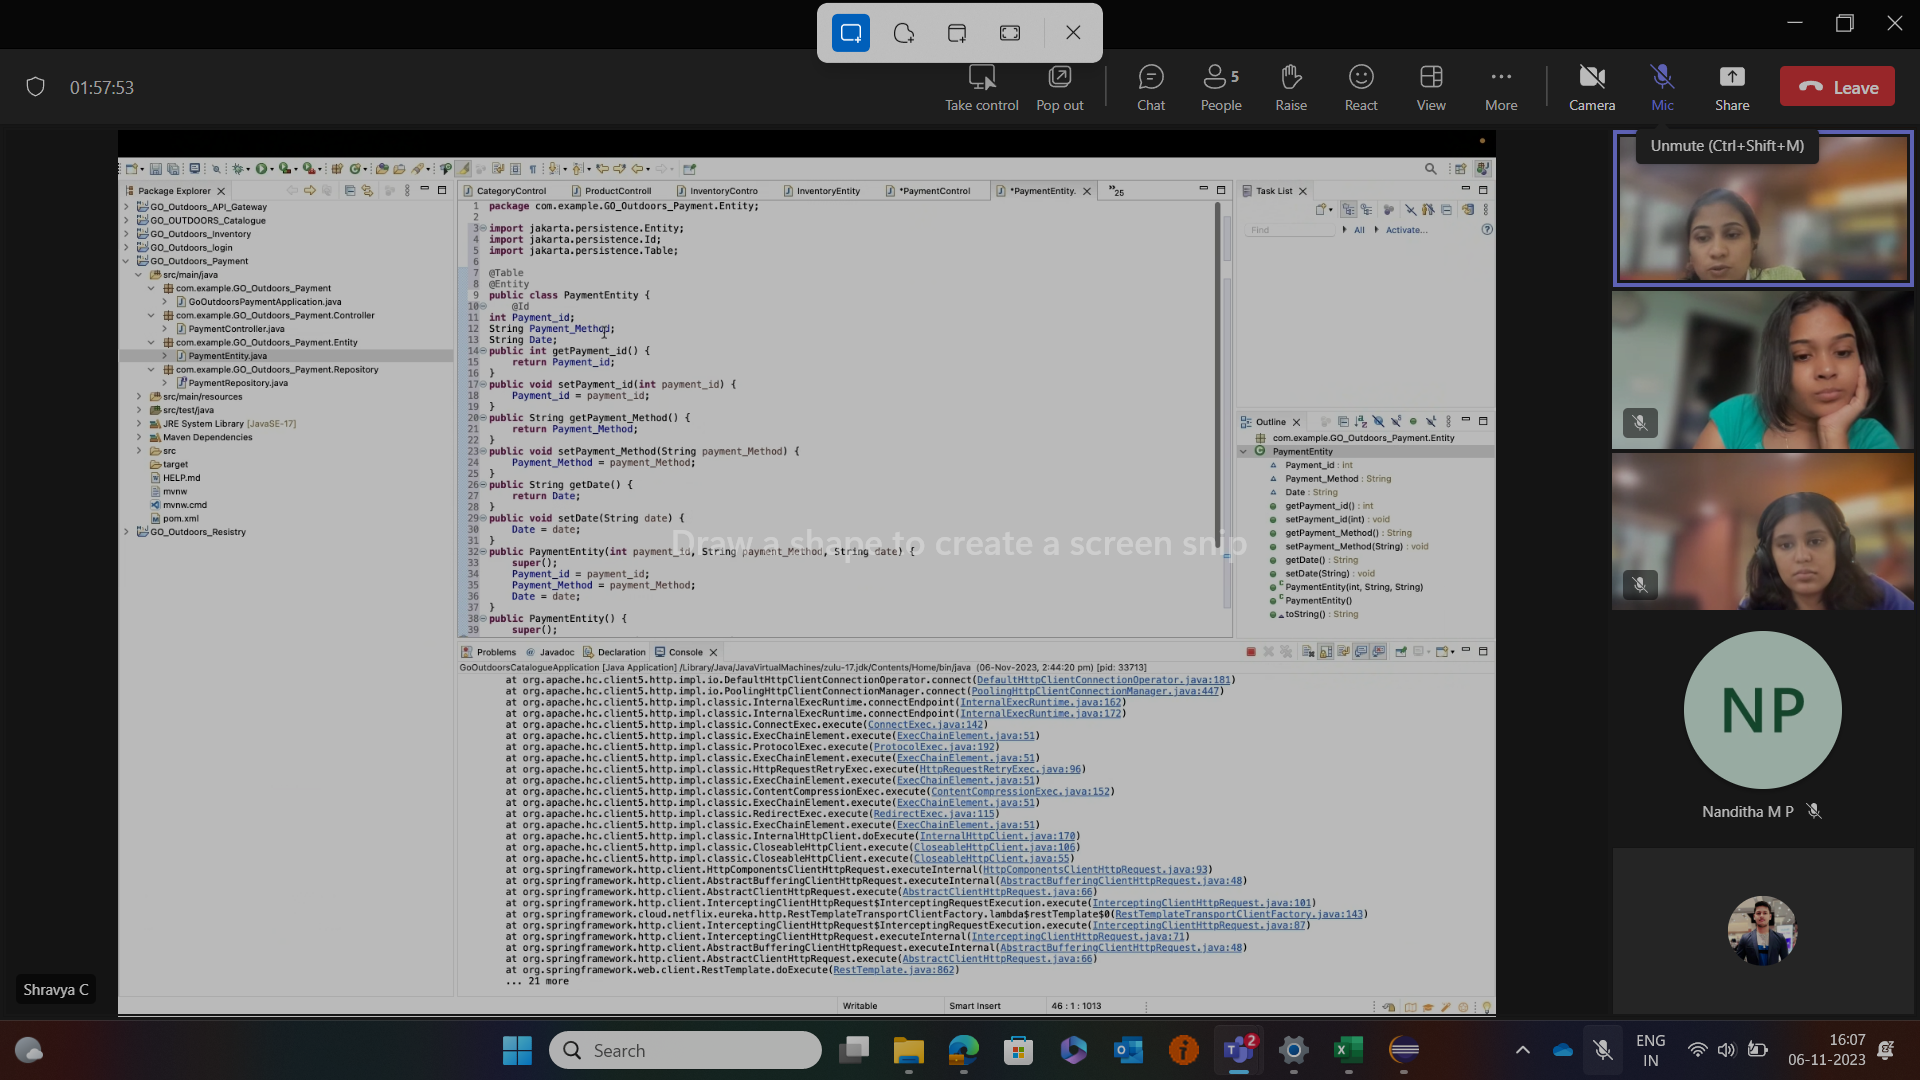 01:57:53
Take control
Pop out
Chat
5
People
Raise
React
View
More
Camera
Mic
Share
Leave
Unmute (Ctrl+Shift+M)
Package Explorer
GO_Outdoors_API_Gateway
GO_OUTDOORS_Catalogue
GO_Outdoors_Inventory
GO_Outdoors_login
GO_Outdoors_Payment
src/main/java
com.example.GO_Outdoors_Payment
GoOutdoorsPaymentApplication.java
com.example.GO_Outdoors_Payment.Controller
PaymentController.java
com.example.GO_Outdoors_Payment.Entity
PaymentEntity.java
com.example.GO_Outdoors_Payment.Repository
PaymentRepository.java
src/main/resources
src/test/java
JRE System Library [JavaSE-17]
Maven Dependencies
src
target
HELP.md
mvnw
mvnw.cmd
pom.xml
GO_Outdoors_Resistry
CategoryControl
ProductControll
InventoryContro
InventoryEntity
*PaymentControl
*PaymentEntity.
»25
1 package com.example.GO_Outdoors_Payment.Entity;
2
3 import jakarta.persistence.Entity;
4 import jakarta.persistence.Id;
5 import jakarta.persistence.Table;
6
7 @Table
8 @Entity
9 public class PaymentEntity {
10 @Id
11 int Payment_id;
12 String Payment_Method;
13 String Date;
14 public int getPayment_id() {
15 return Payment_id;
16 }
17 public void setPayment_id(int payment_id) {
18 Payment_id = payment_id;
19 }
20 public String getPayment_Method() {
21 return Payment_Method;
22 }
23 public void setPayment_Method(String payment_Method) {
24 Payment_Method = payment_Method;
25 }
26 public String getDate() {
27 return Date;
28 }
29 public void setDate(String date) {
30 Date = date;
31 }
32 public PaymentEntity(int payment_id, String payment_Method, String date) {
33 super();
34 Payment_id = payment_id;
35 Payment_Method = payment_Method;
36 Date = date;
37 }
38 public PaymentEntity() {
39 super();
Draw a shape to create a screen snip
Task List
Find
All
Activate...
Outline
com.example.GO_Outdoors_Payment.Entity
PaymentEntity
Payment_id : int
Payment_Method : String
Date : String
getPayment_id() : int
setPayment_id(int) : void
getPayment_Method() : String
setPayment_Method(String) : void
getDate() : String
setDate(String) : void
PaymentEntity(int, String, String)
PaymentEntity()
toString() : String
Problems
Javadoc
Declaration
Console
GoOutdoorsCatalogueApplication [Java Application] /Library/Java/JavaVirtualMachines/zulu-17.jdk/Contents/Home/bin/java (06-Nov-2023, 2:44:20 pm) [pid: 33713]
at org.apache.hc.client5.http.impl.io.DefaultHttpClientConnectionOperator.connect(DefaultHttpClientConnectionOperator.java:181)
at org.apache.hc.client5.http.impl.io.PoolingHttpClientConnectionManager.connect(PoolingHttpClientConnectionManager.java:447)
at org.apache.hc.client5.http.impl.classic.InternalExecRuntime.connectEndpoint(InternalExecRuntime.java:162)
at org.apache.hc.client5.http.impl.classic.InternalExecRuntime.connectEndpoint(InternalExecRuntime.java:172)
at org.apache.hc.client5.http.impl.classic.ConnectExec.execute(ConnectExec.java:142)
at org.apache.hc.client5.http.impl.classic.ExecChainElement.execute(ExecChainElement.java:51)
at org.apache.hc.client5.http.impl.classic.ProtocolExec.execute(ProtocolExec.java:192)
at org.apache.hc.client5.http.impl.classic.ExecChainElement.execute(ExecChainElement.java:51)
at org.apache.hc.client5.http.impl.classic.HttpRequestRetryExec.execute(HttpRequestRetryExec.java:96)
at org.apache.hc.client5.http.impl.classic.ExecChainElement.execute(ExecChainElement.java:51)
at org.apache.hc.client5.http.impl.classic.ContentCompressionExec.execute(ContentCompressionExec.java:152)
at org.apache.hc.client5.http.impl.classic.ExecChainElement.execute(ExecChainElement.java:51)
at org.apache.hc.client5.http.impl.classic.RedirectExec.execute(RedirectExec.java:115)
at org.apache.hc.client5.http.impl.classic.ExecChainElement.execute(ExecChainElement.java:51)
at org.apache.hc.client5.http.impl.classic.InternalHttpClient.doExecute(InternalHttpClient.java:170)
at org.apache.hc.client5.http.impl.classic.CloseableHttpClient.execute(CloseableHttpClient.java:106)
at org.apache.hc.client5.http.impl.classic.CloseableHttpClient.execute(CloseableHttpClient.java:55)
at org.springframework.http.client.HttpComponentsClientHttpRequest.executeInternal(HttpComponentsClientHttpRequest.java:93)
at org.springframework.http.client.AbstractBufferingClientHttpRequest.executeInternal(AbstractBufferingClientHttpRequest.java:48)
at org.springframework.http.client.AbstractClientHttpRequest.execute(AbstractClientHttpRequest.java:66)
at org.springframework.http.client.InterceptingClientHttpRequest$InterceptingRequestExecution.execute(InterceptingClientHttpRequest.java:101)
at org.springframework.cloud.netflix.eureka.http.RestTemplateTransportClientFactory.lambda$restTemplate$0(RestTemplateTransportClientFactory.java:143)
at org.springframework.http.client.InterceptingClientHttpRequest$InterceptingRequestExecution.execute(InterceptingClientHttpRequest.java:87)
at org.springframework.http.client.InterceptingClientHttpRequest.executeInternal(InterceptingClientHttpRequest.java:71)
at org.springframework.http.client.AbstractBufferingClientHttpRequest.executeInternal(AbstractBufferingClientHttpRequest.java:48)
at org.springframework.http.client.AbstractClientHttpRequest.execute(AbstractClientHttpRequest.java:66)
at org.springframework.web.client.RestTemplate.doExecute(RestTemplate.java:862)
... 21 more
Writable
Smart Insert
46 : 1 : 1013
Shravya C
NP
Nanditha M P
Search
2
ENG
IN
16:07
06-11-2023